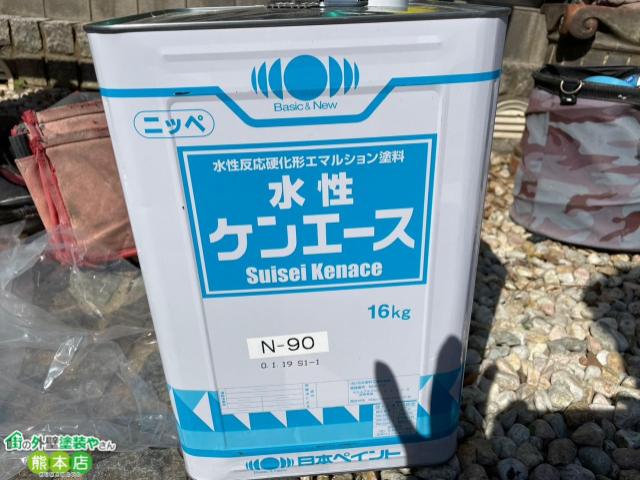 Basic & New
ニッペ
水性反応硬化形エマルション塗料
水性
ケンエース
Suisei Kenace
16kg
N-90
0.1.19 S1-1
日本ペイント
街の外壁塗装やさん
熊本店